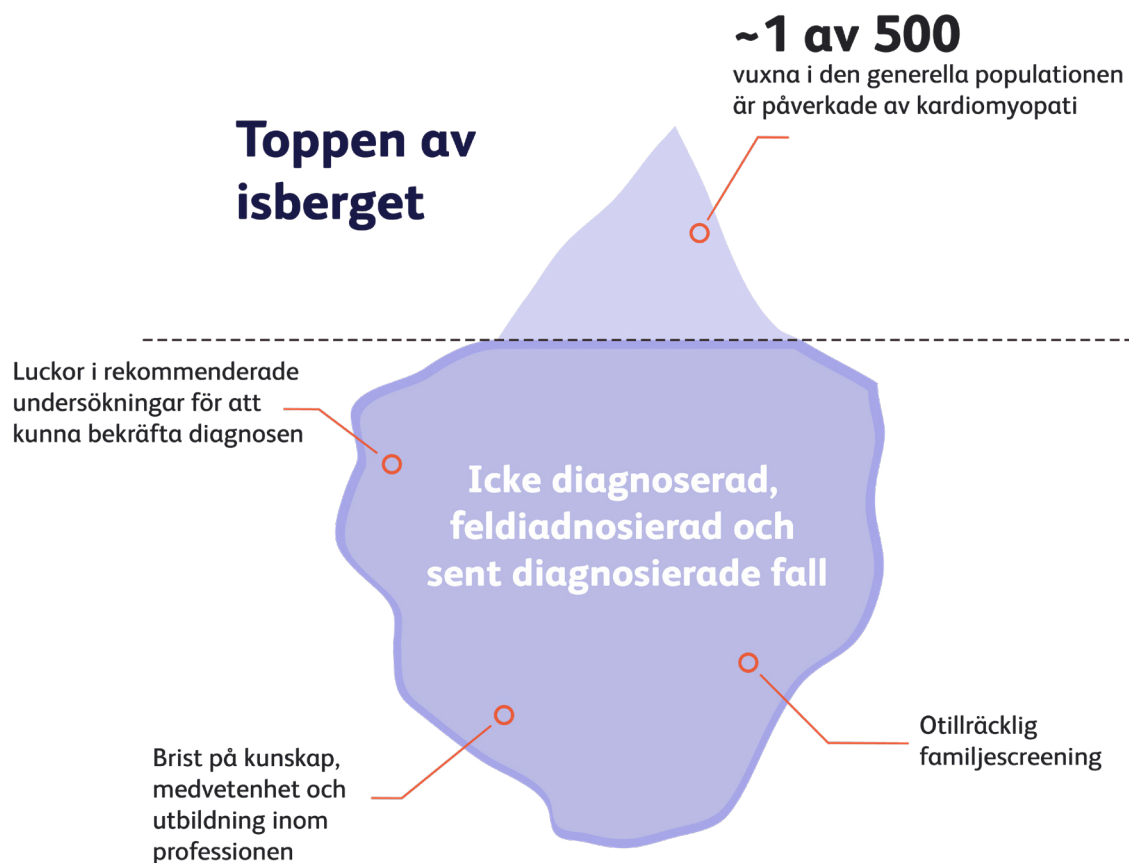 ~1 av 500
vuxna i den generella populationen
är påverkade av kardiomyopati
Toppen av
isberget
Luckor i rekommenderade
undersökningar för att
kunna bekräfta diagnosen
Icke diagnoserad,
feldiadnosierad och
sent diagnosierade fall
Otillräcklig
familjescreening
Brist på kunskap,
medvetenhet och
utbildning inom
professionen